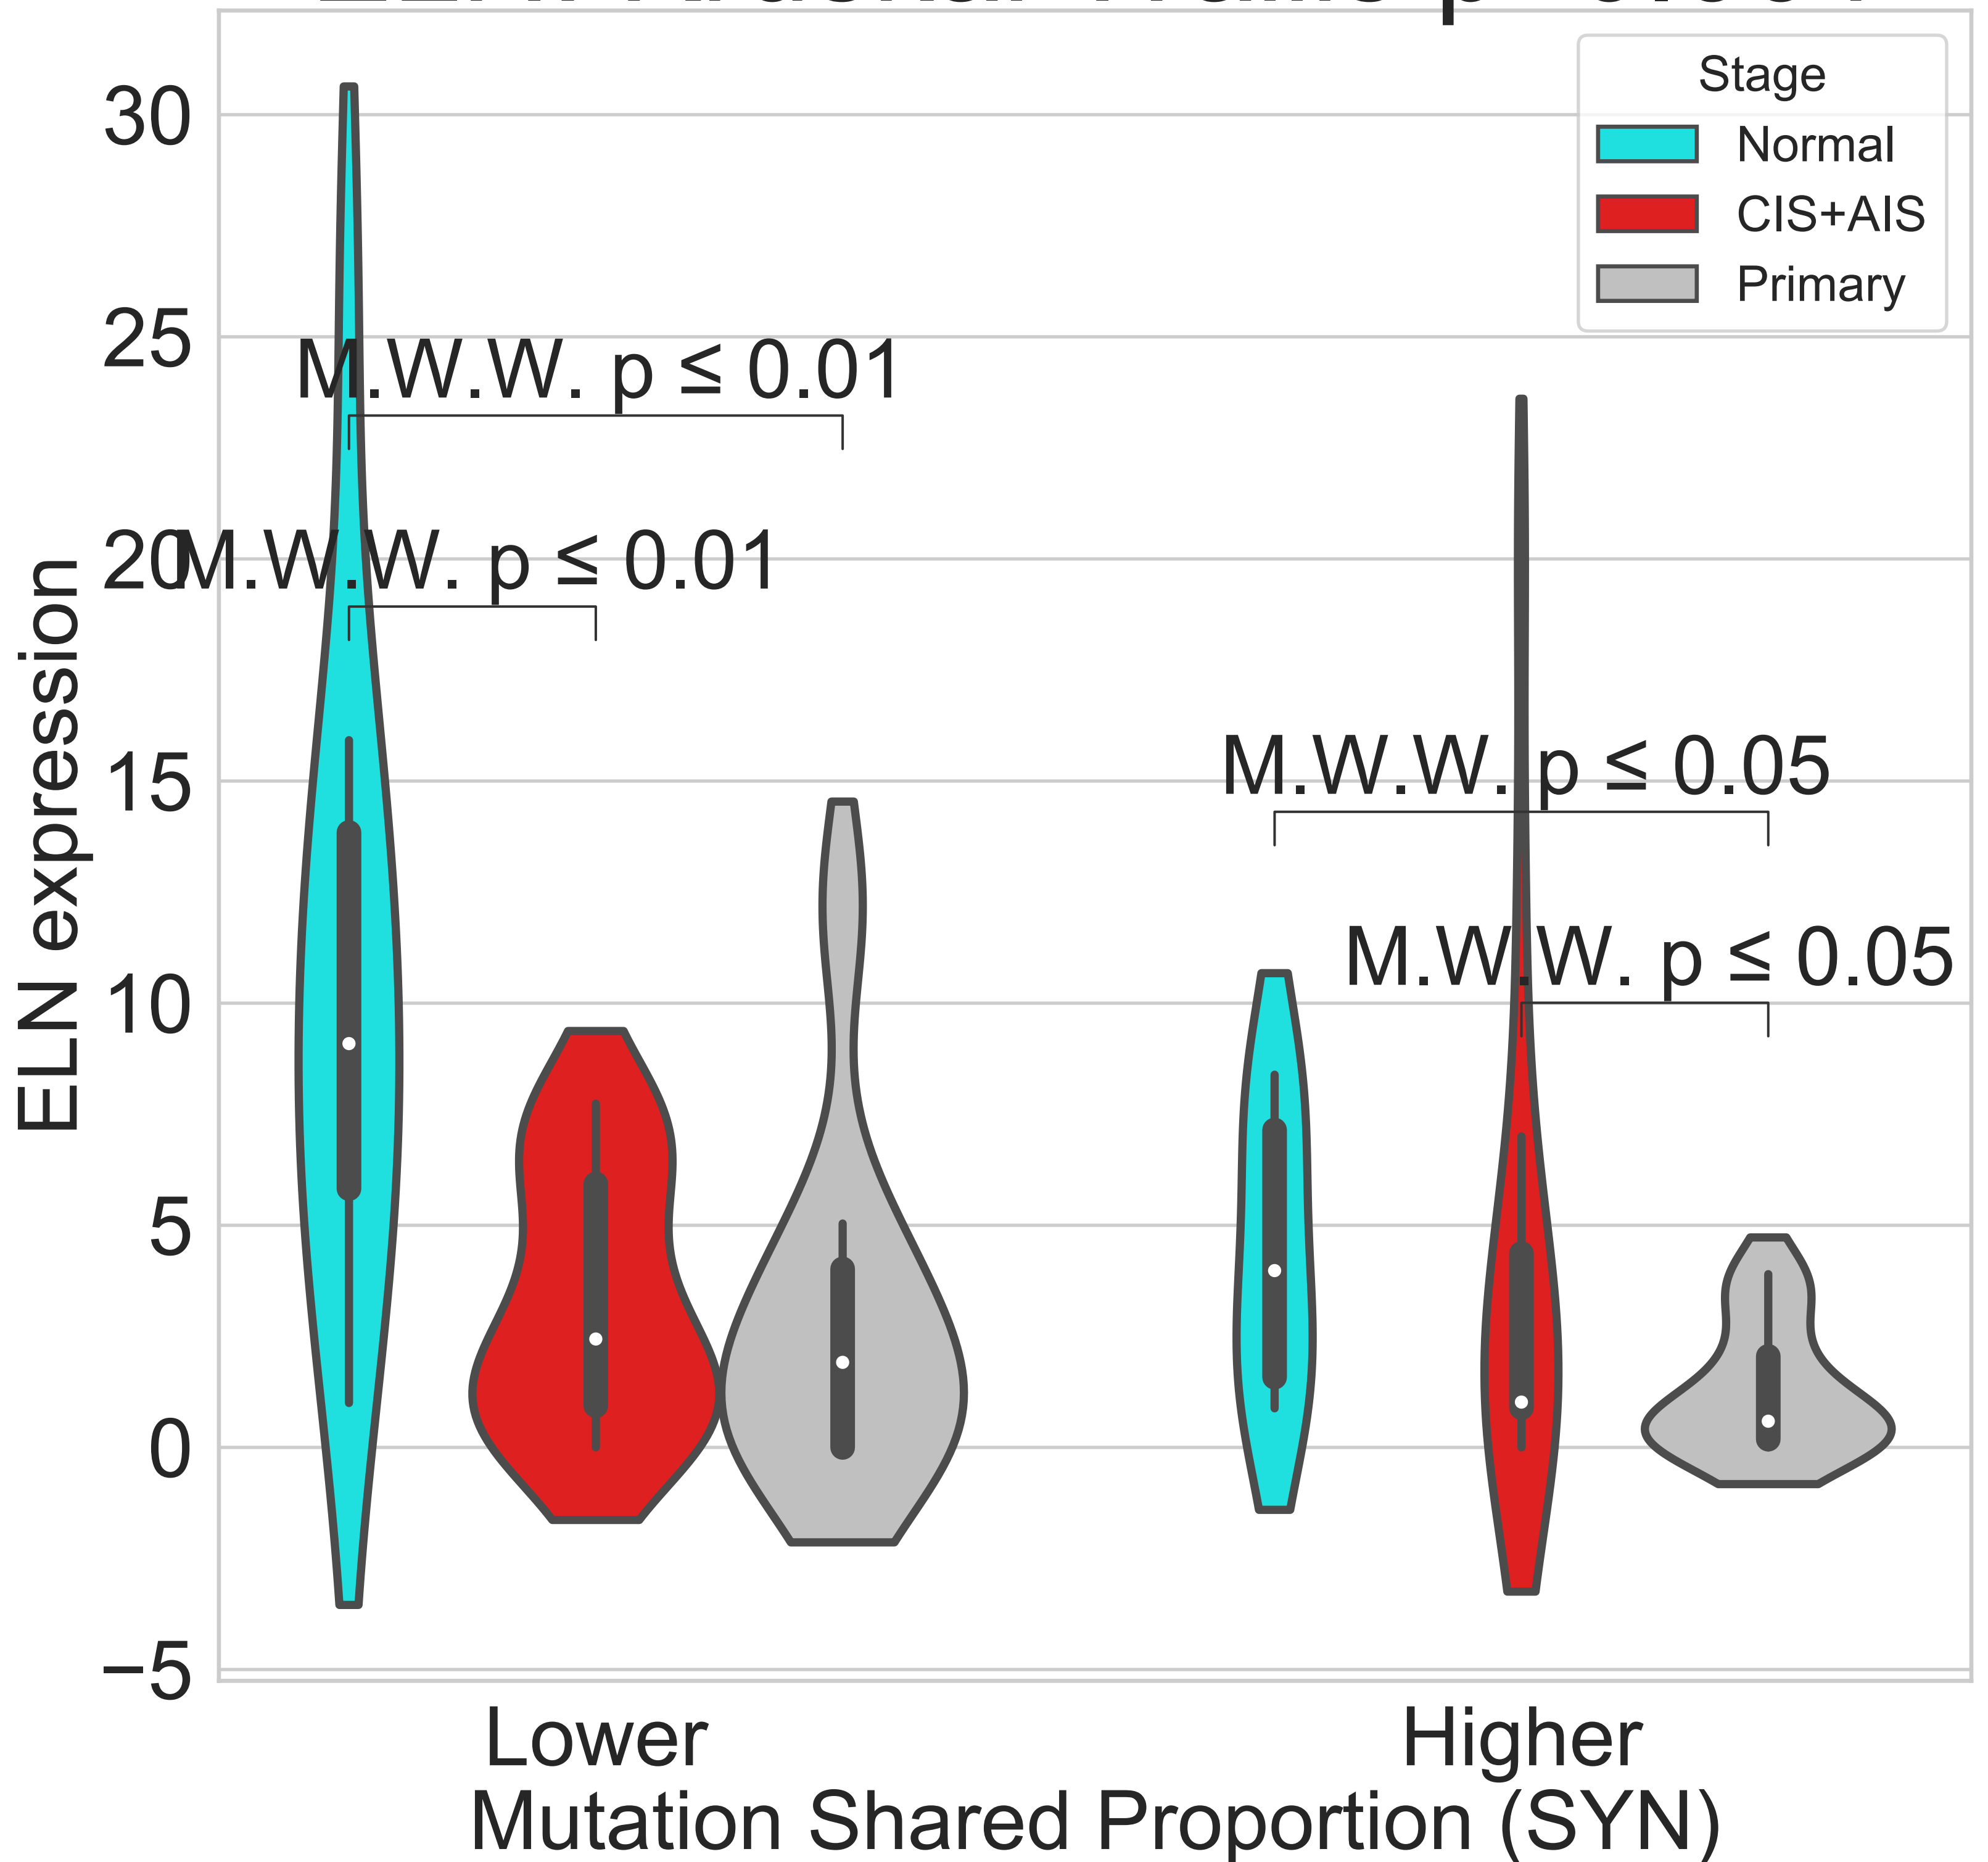 Stage
Normal
CIS+AIS
Primary
30
25
20
15
10
5
0
−5
ELN expression
M.W.W. p ≤ 0.01
M.W.W. p ≤ 0.01
M.W.W. p ≤ 0.05
M.W.W. p ≤ 0.05
Lower
Higher
Mutation Shared Proportion (SYN)